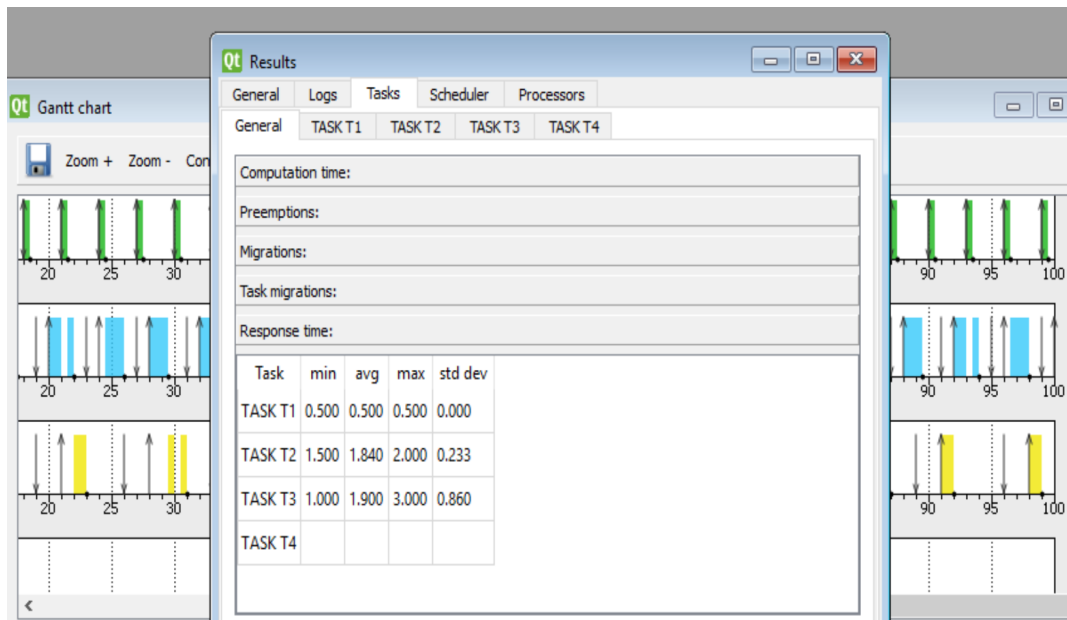 Qt Results
General Logs Tasks Scheduler Processors
Qt Gantt chart
General TASK T1 TASK T2 TASK T3 TASK T4
Zoom + Zoom - Con
Computation time:
Preemptions:
Migrations:
20 25 30 90 95 100
Task migrations:
Response time:
Task min avg max std dev
20 25 30 90 95 100
TASK T1 0.500 0.500 0.500 0.000
TASK T2 1.500 1.840 2.000 0.233
TASK T3 1.000 1.900 3.000 0.860
20 25 30 90 95 100
TASK T4